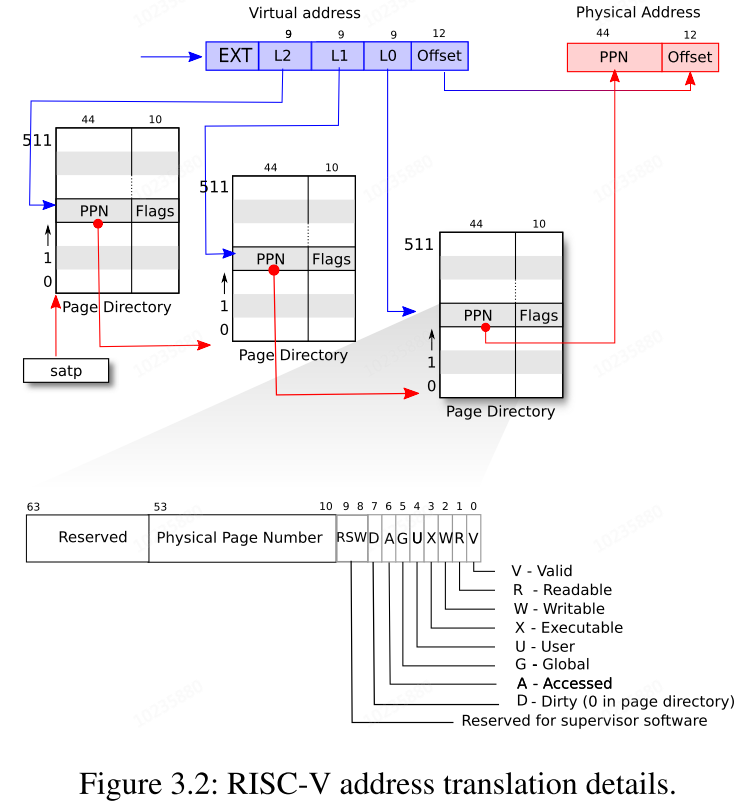 Virtual address
Physical Address
9 9 9 12
44 12
EXT L2 L1 L0 Offset
PPN Offset
44 10
511
PPN Flags
1
0
Page Directory
satp
44 10
511
PPN Flags
1
0
Page Directory
44 10
511
PPN Flags
1
0
Page Directory
63 53 10 9 8 7 6 5 4 3 2 1 0
Reserved Physical Page Number RSW D A G U X W R V
V - Valid
R - Readable
W - Writable
X - Executable
U - User
G - Global
A - Accessed
D - Dirty (0 in page directory)
Reserved for supervisor software
Figure 3.2: RISC-V address translation details.
10235880